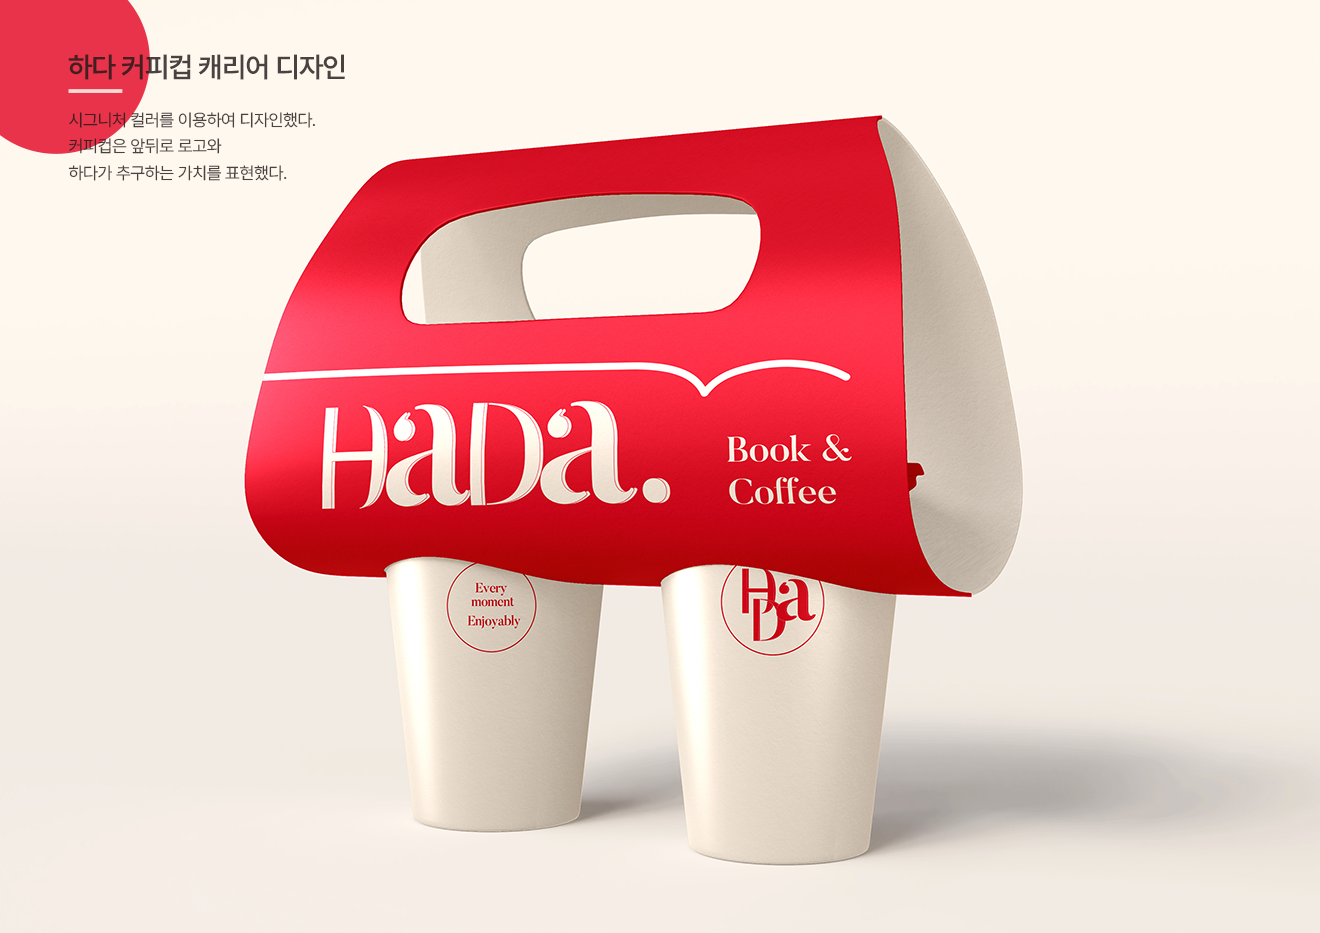 하다 커피컵 캐리어 디자인
시그니처 컬러를 이용하여 디자인했다.
커피컵은 앞뒤로 로고와
하다가 추구하는 가치를 표현했다.
HaDa.
Book &
Coffee
Every
moment
Enjoyably
HaDa